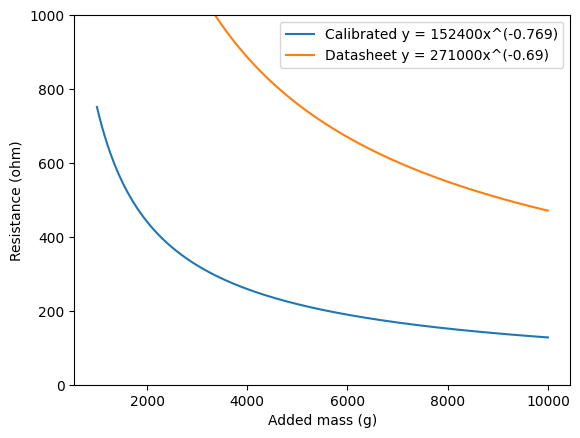 1000
800
600
400
200
0
Resistance (ohm)
Calibrated y = 152400x^(-0.769)
Datasheet y = 271000x^(-0.69)
2000 4000 6000 8000 10000
Added mass (g)